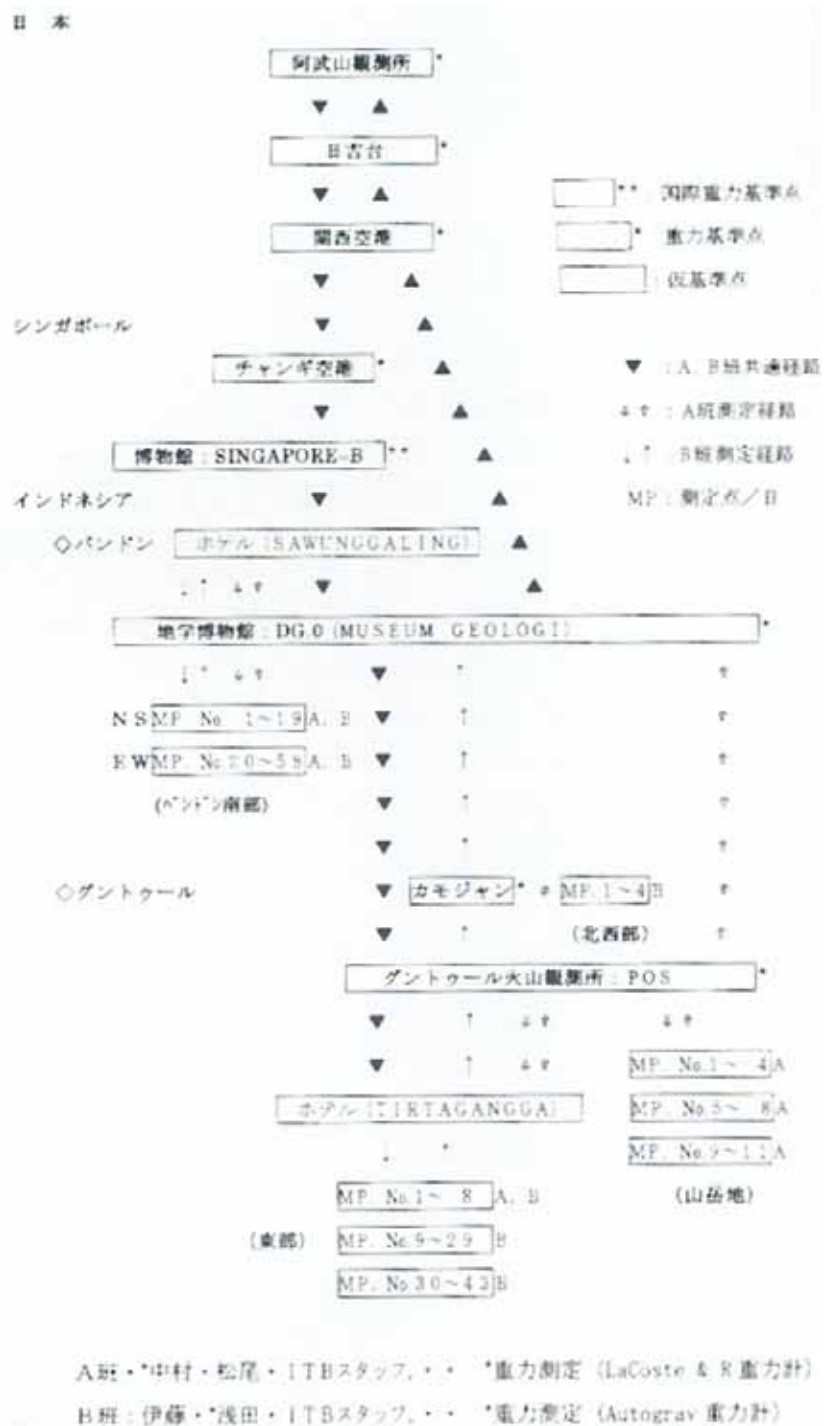 日 本
阿武山観測所 *
▼ ▲
日吉台 *
▼ ▲
** : 国際重力基準点
関西空港 *
* 重力基準点
▼ ▲
: 仮基準点
シンガポール ▼ ▲
チャンギ空港 * ▲
▼ : A, B班共通経路
▼ ▲
↓↑ : A班測定経路
博物館 : SINGAPORE-B ** ▲
↓ ↑ : B班測定経路
インドネシア ▼ ▲
MP : 測定点/日
◇バンドン ホテル (SAWUNGGALING) ▲
↓↑ ↓↑ ▼ ▲
地学博物館 : DG.0 (MUSEUM GEOLOGI) *
↓↑ ↓↑ ▼ ↑ ↑
NS MP. No. 1~19 A, B ▼ ↑ ↑
EW MP. No.20~58 A, B ▼ ↑ ↑
(バンドン南部) ▼ ↑ ↑
▼ ↑ ↑
◇グントゥール ▼ カモジャン * MP.1~4 B ↑
▼ ↑ (北西部) ↑
グントゥール火山観測所 : POS *
▼ ↑ ↓↑ ↓↑
▼ ↑ ↓↑ MP. No.1~ 4 A
ホテル (TIRTAGANGGA) MP. No.5~ 8 A
↓ ↑ MP. No.9~11 A
MP. No.1~ 8 A, B (山岳地)
(東部) MP. No.9~29 B
MP. No.30~43 B
A班・*中村・松尾・ITBスタッフ,・・ *重力測定 (LaCoste & R重力計)
B班 : 伊藤・*浅田・ITBスタッフ,・・ *重力測定 (Autograv 重力計)